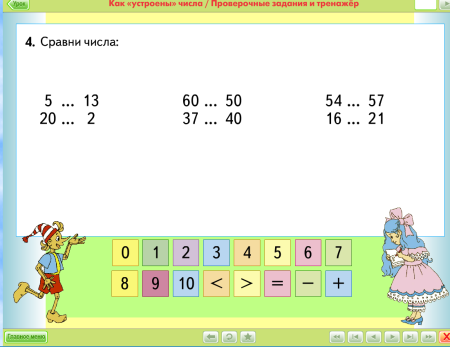 Урок
Как «устроены» числа / Проверочные задания и тренажёр
4. Сравни числа:
5 ... 13 60 ... 50 54 ... 57
20 ... 2 37 ... 40 16 ... 21
0 1 2 3 4 5 6 7
8 9 10 < > = − +
Главное меню